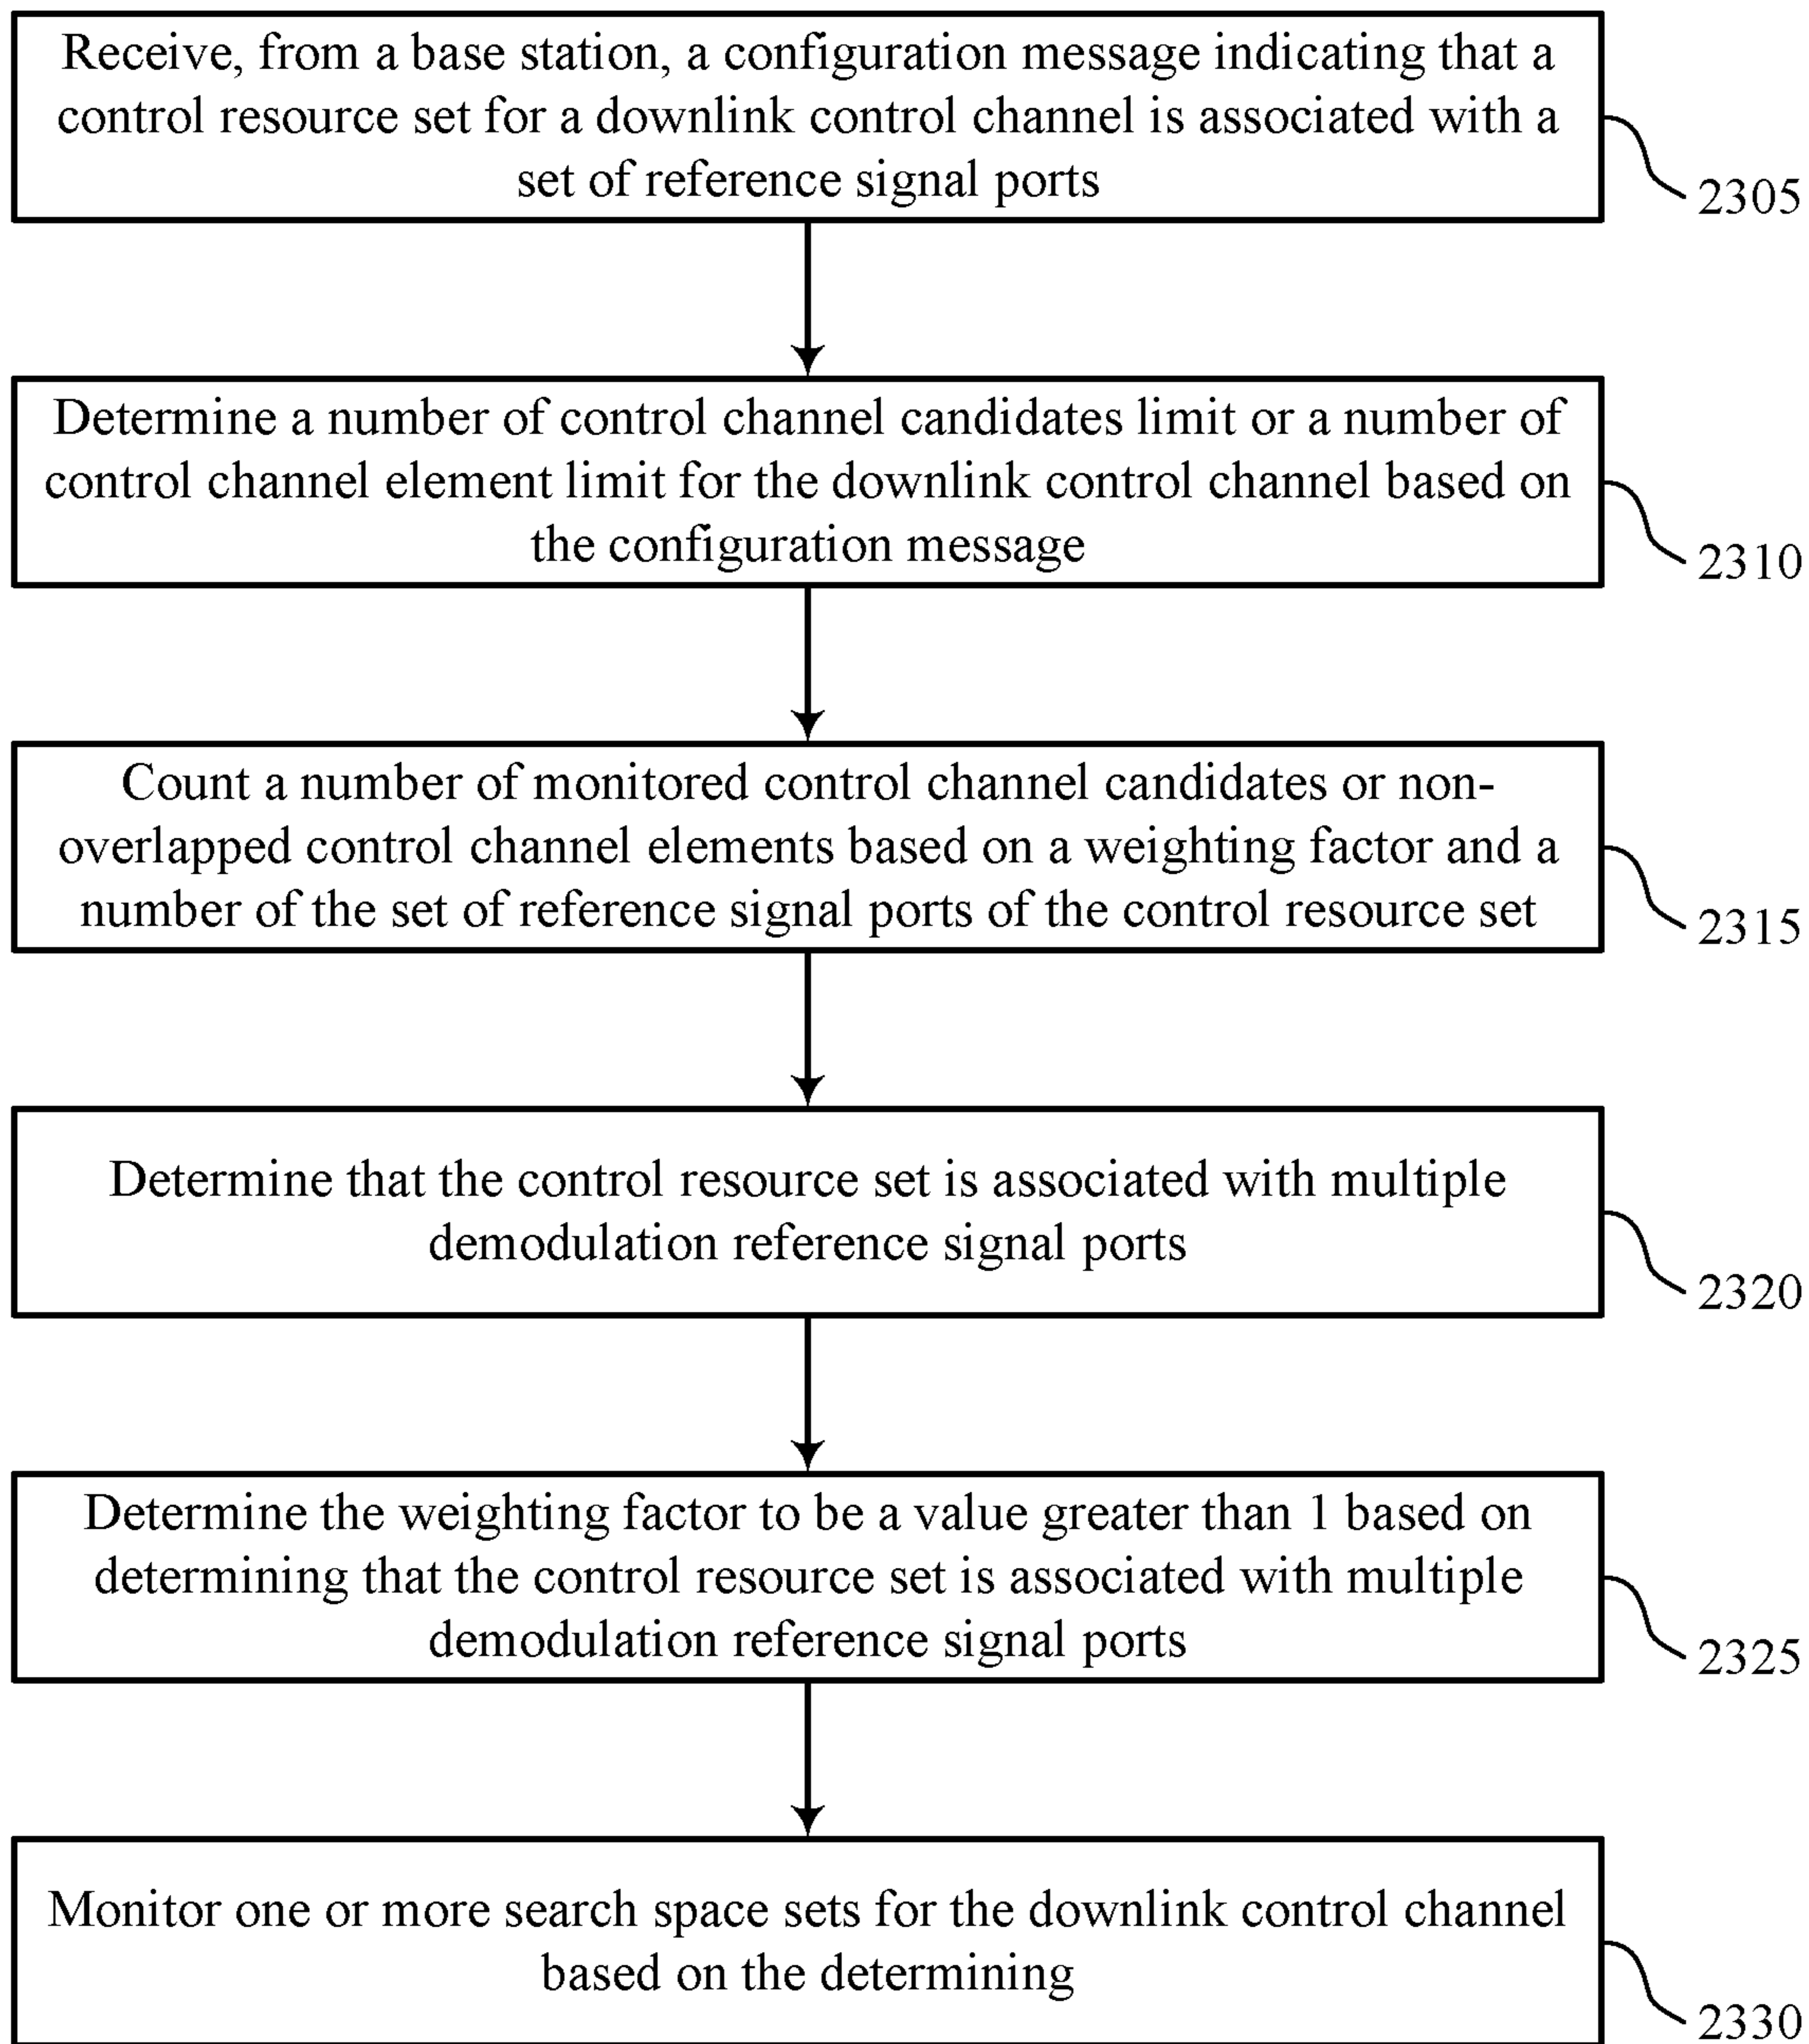 Receive, from a base station, a configuration message indicating that a
control resource set for a downlink control channel is associated with a
set of reference signal ports
2305
Determine a number of control channel candidates limit or a number of
control channel element limit for the downlink control channel based on
the configuration message
2310
Count a number of monitored control channel candidates or non-
overlapped control channel elements based on a weighting factor and a
number of the set of reference signal ports of the control resource set
2315
Determine that the control resource set is associated with multiple
demodulation reference signal ports
2320
Determine the weighting factor to be a value greater than 1 based on
determining that the control resource set is associated with multiple
demodulation reference signal ports
2325
Monitor one or more search space sets for the downlink control channel
based on the determining
2330